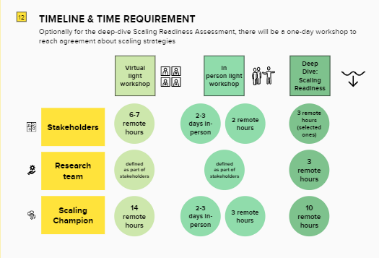 12
TIMELINE & TIME REQUIREMENT
Optionally for the deep-dive Scaling Readiness Assessment, there will be a one-day workshop to
reach agreement about scaling strategies
Virtual
light
workshop
In
person light
workshop
Deep
Dive:
Scaling
Readiness
Stakeholders
6-7
remote
hours
2-3
days in-
person
2 remote
hours
3 remote
hours
(selected
ones)
Research
team
defined
as part of
stakeholders
defined
as part of
stakeholders
3
remote
hours
Scaling
Champion
14
remote
hours
2-3
days in-
person
3 remote
hours
10
remote
hours